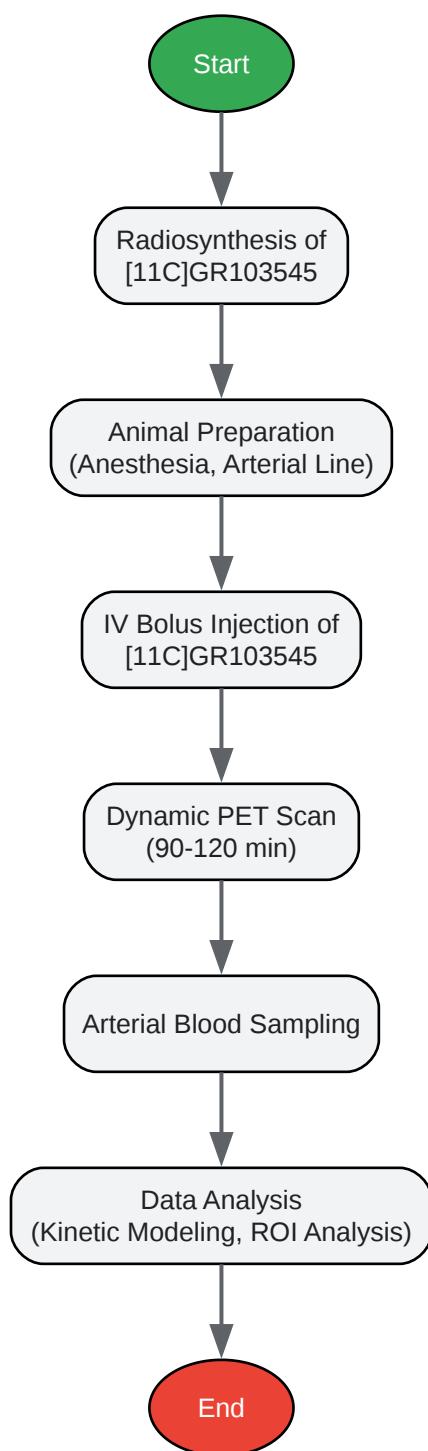 Start
Radiosynthesis of
[11C]GR103545
Animal Preparation
(Anesthesia, Arterial Line)
IV Bolus Injection of
[11C]GR103545
Dynamic PET Scan
(90-120 min)
Arterial Blood Sampling
Data Analysis
(Kinetic Modeling, ROI Analysis)
End